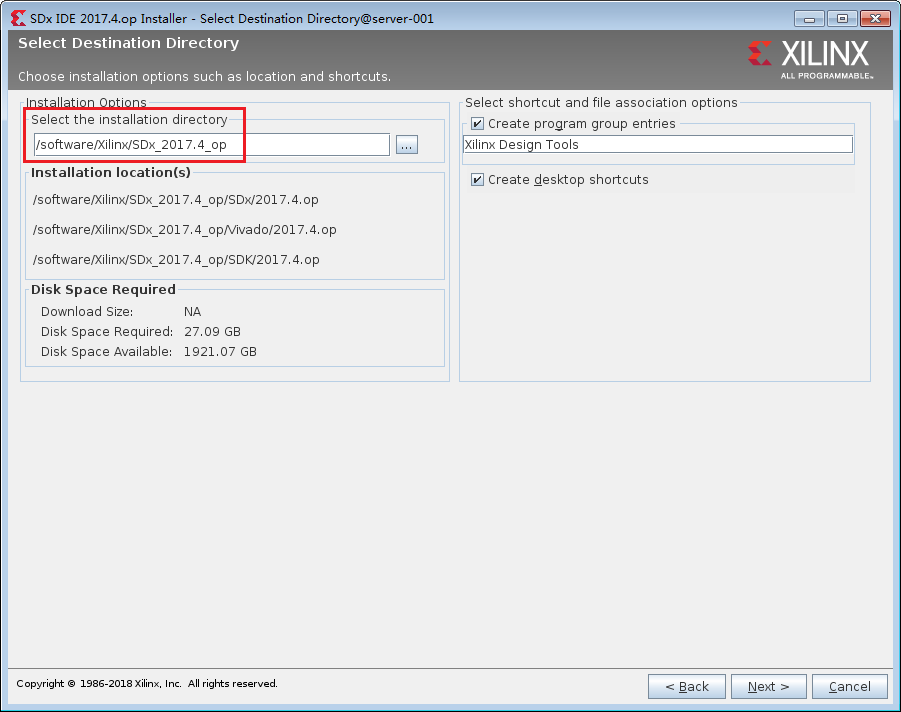 SDx IDE 2017.4.op Installer - Select Destination Directory@server-001
Select Destination Directory
Choose installation options such as location and shortcuts.
XILINX
ALL PROGRAMMABLE™
Installation Options
Select the installation directory
/software/Xilinx/SDx_2017.4_op
...
Installation location(s)
/software/Xilinx/SDx_2017.4_op/SDx/2017.4.op
/software/Xilinx/SDx_2017.4_op/Vivado/2017.4.op
/software/Xilinx/SDx_2017.4_op/SDK/2017.4.op
Disk Space Required
Download Size: NA
Disk Space Required: 27.09 GB
Disk Space Available: 1921.07 GB
Select shortcut and file association options
Create program group entries
Xilinx Design Tools
Create desktop shortcuts
Copyright © 1986-2018 Xilinx, Inc. All rights reserved.
< Back
Next >
Cancel